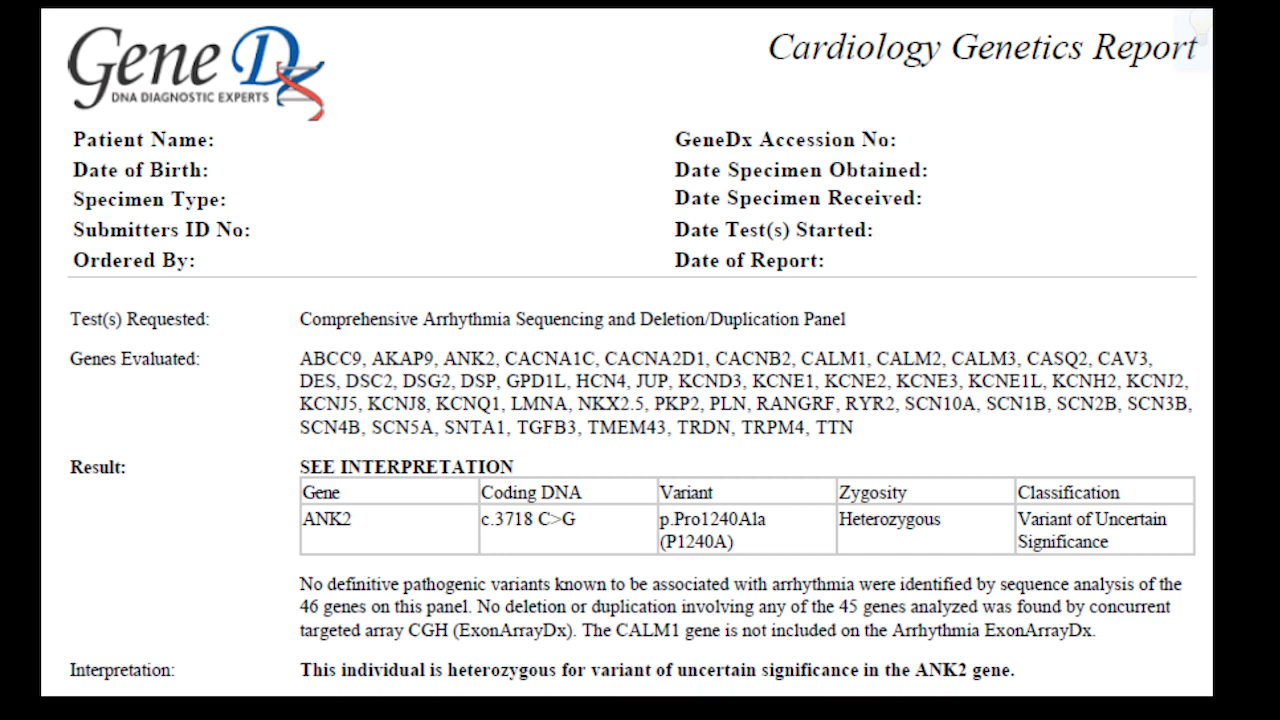 Gene Dx
DNA DIAGNOSTIC EXPERTS
Cardiology Genetics Report
Patient Name:
GeneDx Accession No:
Date of Birth:
Date Specimen Obtained:
Specimen Type:
Date Specimen Received:
Submitters ID No:
Date Test(s) Started:
Ordered By:
Date of Report:
Test(s) Requested: Comprehensive Arrhythmia Sequencing and Deletion/Duplication Panel
Genes Evaluated: ABCC9, AKAP9, ANK2, CACNA1C, CACNA2D1, CACNB2, CALM1, CALM2, CALM3, CASQ2, CAV3,
DES, DSC2, DSG2, DSP, GPD1L, HCN4, JUP, KCND3, KCNE1, KCNE2, KCNE3, KCNE1L, KCNH2, KCNJ2,
KCNJ5, KCNJ8, KCNQ1, LMNA, NKX2.5, PKP2, PLN, RANGRF, RYR2, SCN10A, SCN1B, SCN2B, SCN3B,
SCN4B, SCN5A, SNTA1, TGFB3, TMEM43, TRDN, TRPM4, TTN
Result: SEE INTERPRETATION
Gene Coding DNA Variant Zygosity Classification
ANK2 c.3718 C>G p.Pro1240Ala Heterozygous Variant of Uncertain
(P1240A) Significance
No definitive pathogenic variants known to be associated with arrhythmia were identified by sequence analysis of the
46 genes on this panel. No deletion or duplication involving any of the 45 genes analyzed was found by concurrent
targeted array CGH (ExonArrayDx). The CALM1 gene is not included on the Arrhythmia ExonArrayDx.
Interpretation: This individual is heterozygous for variant of uncertain significance in the ANK2 gene.